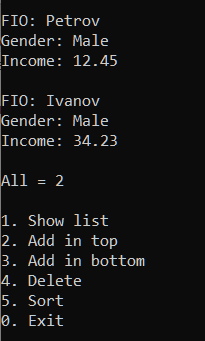 FIO: Petrov
Gender: Male
Income: 12.45
FIO: Ivanov
Gender: Male
Income: 34.23
All = 2
1. Show list
2. Add in top
3. Add in bottom
4. Delete
5. Sort
0. Exit